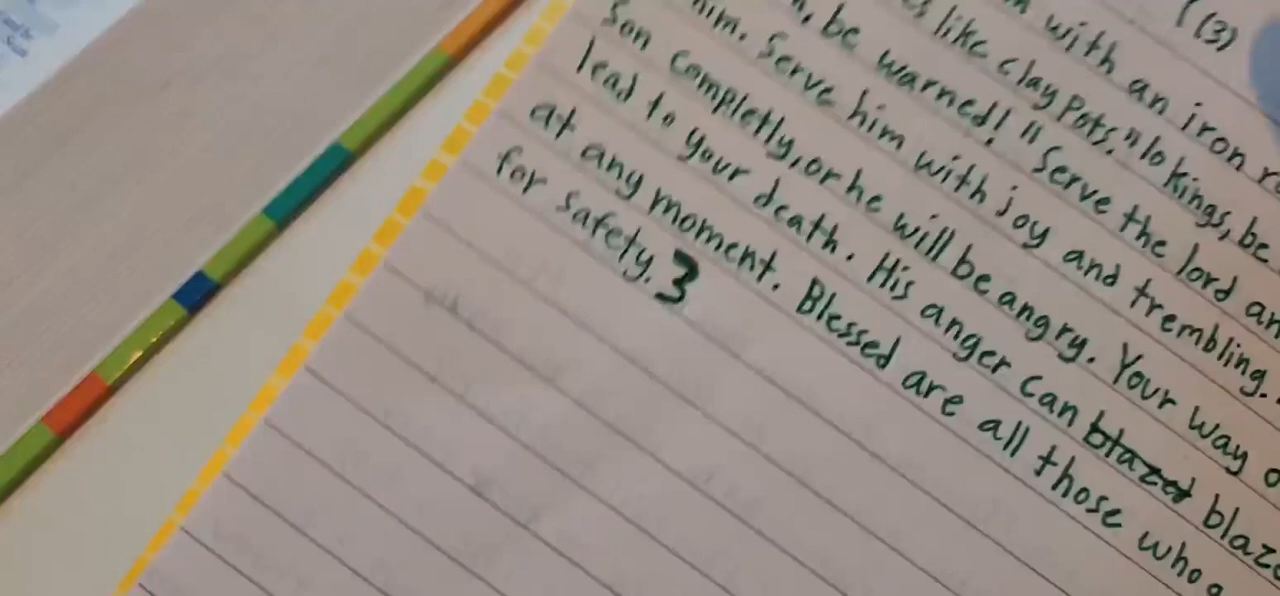 (3)
with an iron
like clay pots." 10 kings, be
be warned! 11 Serve the lord
him. Serve him with joy and trembling.
Son completly, or he will be angry. Your way
lead to your death. His anger can blazed blaze
at any moment. Blessed are all those who
for safety. 3